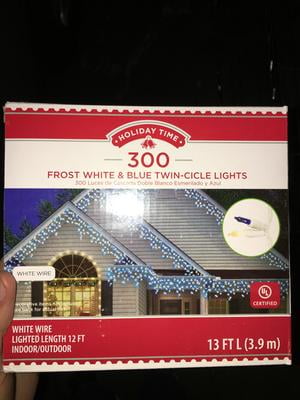 HOLIDAY TIME
300
FROST WHITE & BLUE TWIN-CICLE LIGHTS
300 Luces de Cascada Doble Blanco Esmerilado y Azul
WHITE WIRE
UL
CERTIFIED
WHITE WIRE
LIGHTED LENGTH 12 FT
INDOOR/OUTDOOR
13 FT L (3.9 m)